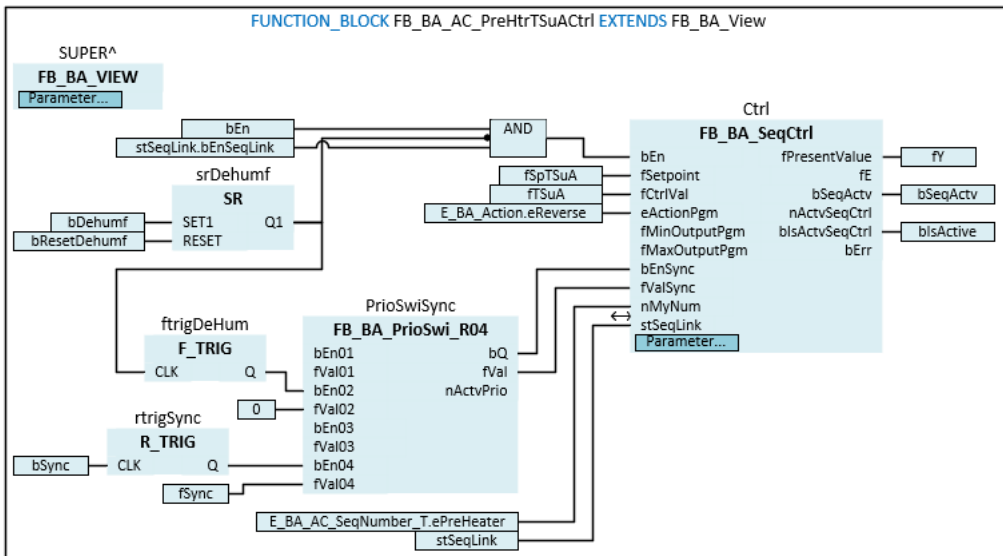 FUNCTION_BLOCK FB_BA_AC_PreHtrTSuACtrl EXTENDS FB_BA_View
SUPER^
FB_BA_VIEW
Parameter...
bEn
stSeqLink.bEnSeqLink
AND
srDehumf
SR
SET1 Q1
RESET
bDehumf
bResetDehumf
Ctrl
FB_BA_SeqCtrl
bEn fPresentValue
fSetpoint fE
fCtrlVal bSeqActv
eActionPgm nActvSeqCtrl
fMinOutputPgm bIsActvSeqCtrl
fMaxOutputPgm bErr
bEnSync
fValSync
nMyNum
stSeqLink
Parameter...
fSpTSuA
fTSuA
E_BA_Action.eReverse
fY
bSeqActv
bIsActive
ftrigDeHum
F_TRIG
CLK Q
0
rtrigSync
R_TRIG
CLK Q
bSync
fSync
PrioSwiSync
FB_BA_PrioSwi_R04
bEn01 bQ
fVal01 fVal
bEn02 nActvPrio
fVal02
bEn03
fVal03
bEn04
fVal04
E_BA_AC_SeqNumber_T.ePreHeater
stSeqLink